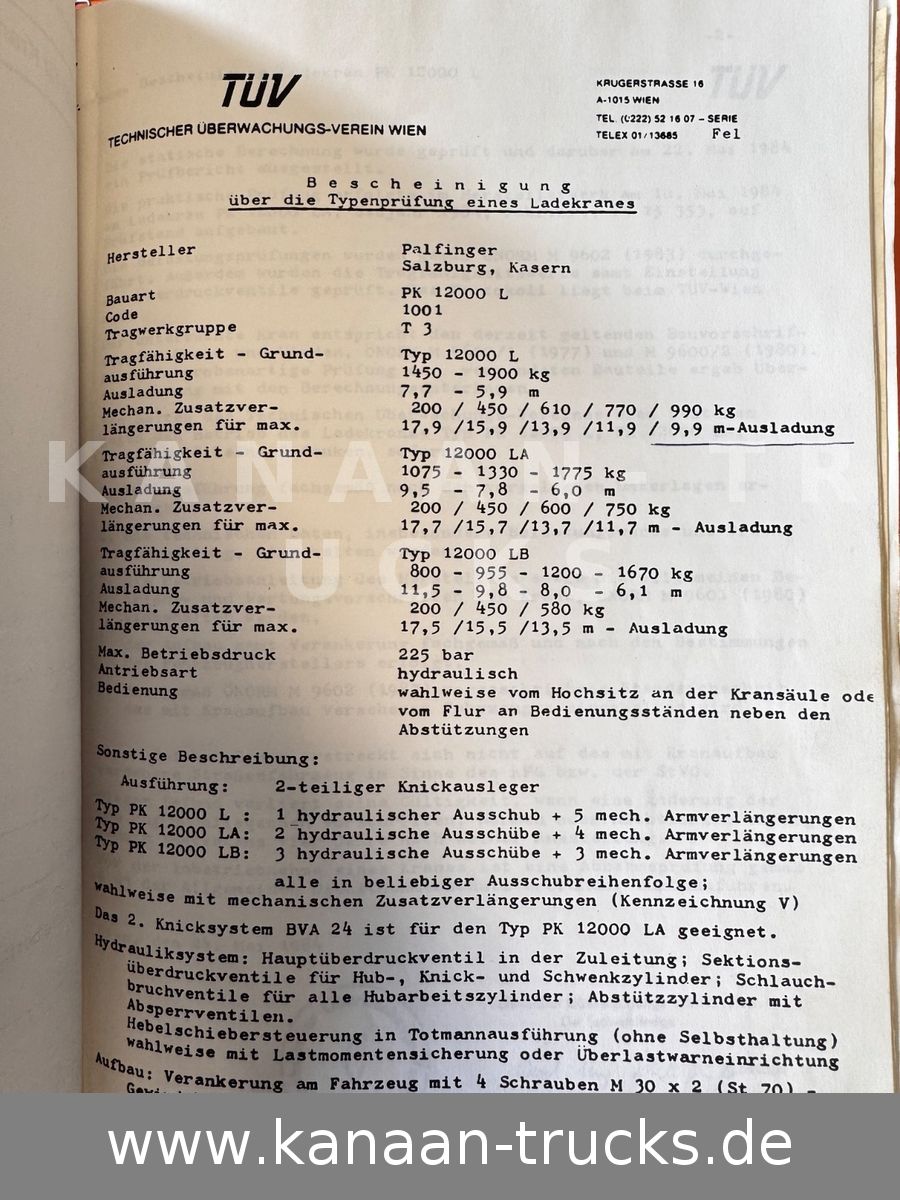 TÜV
TECHNISCHER ÜBERWACHUNGS-VEREIN WIEN
KRUGERSTRASSE 16
A-1015 WIEN
TEL. (0222) 52 16 07 – SERIE
TELEX 01/13685 Fel
B e s c h e i n i g u n g
über die Typenprüfung eines Ladekranes
Hersteller Palfinger
Salzburg, Kasern
Bauart PK 12000 L
Code 1001
Tragwerkgruppe T 3
Tragfähigkeit - Grund- Typ 12000 L
ausführung 1450 - 1900 kg
Ausladung 7,7 - 5,9 m
Mechan. Zusatzver- 200 / 450 / 610 / 770 / 990 kg
längerungen für max. 17,9 /15,9 /13,9 /11,9 / 9,9 m-Ausladung
Tragfähigkeit - Grund- Typ 12000 LA
ausführung 1075 - 1330 - 1775 kg
Ausladung 9,5 - 7,8 - 6,0 m
Mechan. Zusatzver- 200 / 450 / 600 / 750 kg
längerungen für max. 17,7 /15,7 /13,7 /11,7 m - Ausladung
Tragfähigkeit - Grund- Typ 12000 LB
ausführung 800 - 955 - 1200 - 1670 kg
Ausladung 11,5 - 9,8 - 8,0 - 6,1 m
Mechan. Zusatzver- 200 / 450 / 580 kg
längerungen für max. 17,5 /15,5 /13,5 m - Ausladung
Max. Betriebsdruck 225 bar
Antriebsart hydraulisch
Bedienung wahlweise vom Hochsitz an der Kransäule ode
vom Flur an Bedienungsständen neben den
Abstützungen
Sonstige Beschreibung:
Ausführung: 2-teiliger Knickausleger
Typ PK 12000 L : 1 hydraulischer Ausschub + 5 mech. Armverlängerungen
Typ PK 12000 LA: 2 hydraulische Ausschübe + 4 mech. Armverlängerungen
Typ PK 12000 LB: 3 hydraulische Ausschübe + 3 mech. Armverlängerungen
alle in beliebiger Ausschubreihenfolge;
wahlweise mit mechanischen Zusatzverlängerungen (Kennzeichnung V)
Das 2. Knicksystem BVA 24 ist für den Typ PK 12000 LA geeignet.
Hydrauliksystem: Hauptüberdruckventil in der Zuleitung; Sektions-
überdruckventile für Hub-, Knick- und Schwenkzylinder; Schlauch-
bruchventile für alle Hubarbeitszylinder; Abstützzylinder mit
Absperrventilen.
Hebelschiebersteuerung in Totmannausführung (ohne Selbsthaltung)
wahlweise mit Lastmomentensicherung oder Überlastwarneinrichtung
Aufbau: Verankerung am Fahrzeug mit 4 Schrauben M 30 x 2 (St 70) -
KANAAN-T
UCKS
www.kanaan-trucks.de